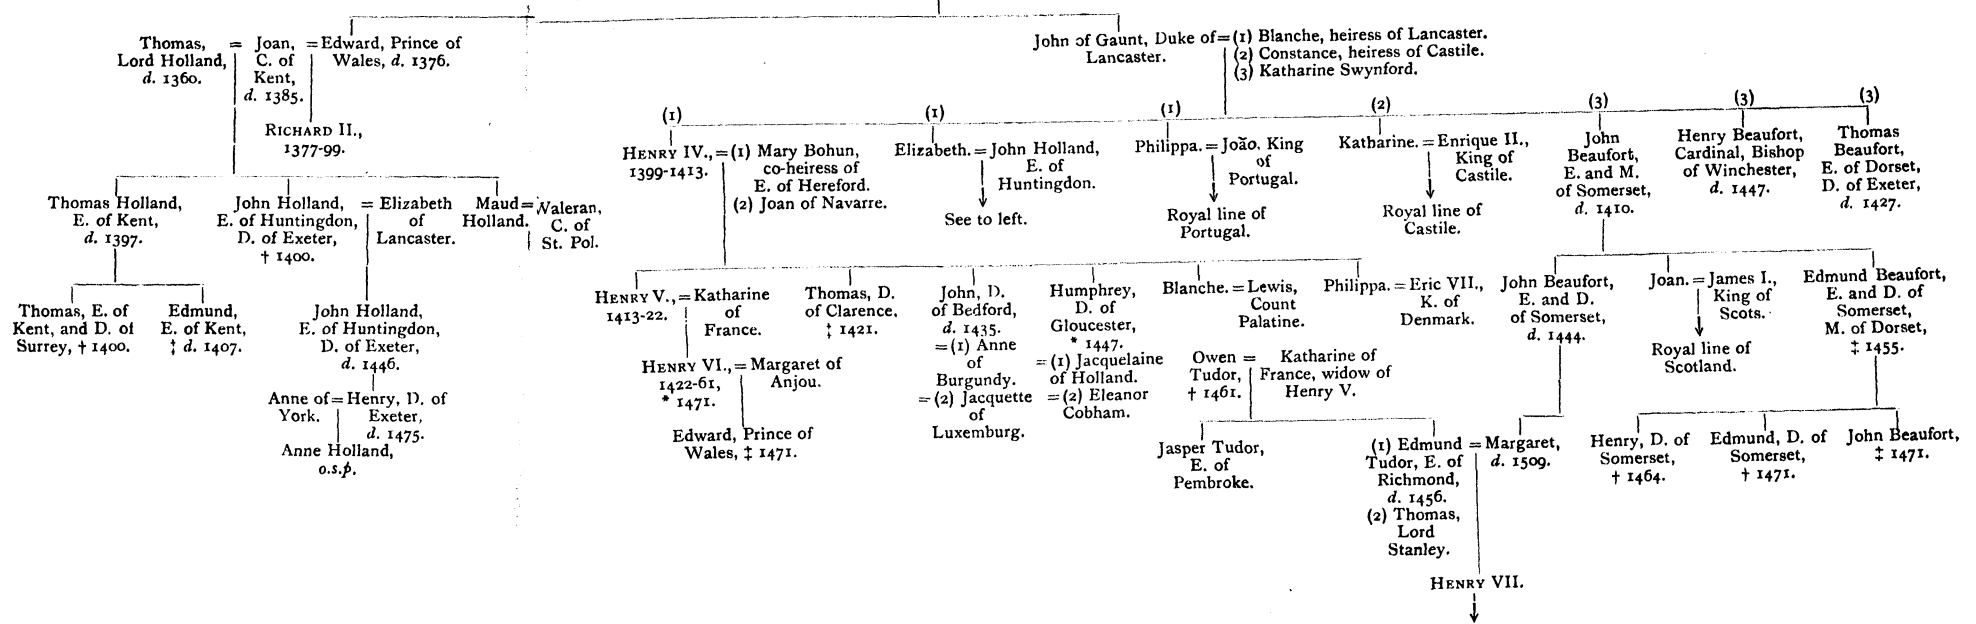 Thomas,
Lord Holland,
d. 1360.
=
Joan,
C. of
Kent,
d. 1385.
= Edward, Prince of
Wales, d. 1376.
RICHARD II.,
1377-99.
John of Gaunt, Duke of
Lancaster.
= (1) Blanche, heiress of Lancaster.
(2) Constance, heiress of Castile.
(3) Katharine Swynford.
Thomas Holland,
E. of Kent,
d. 1397.
John Holland,
E. of Huntingdon,
D. of Exeter,
† 1400.
= Elizabeth
of
Lancaster.
Maud
Holland.
= Waleran,
C. of
St. Pol.
Thomas, E. of
Kent, and D. of
Surrey, † 1400.
Edmund,
E. of Kent,
‡ d. 1407.
John Holland,
E. of Huntingdon,
D. of Exeter,
d. 1446.
Anne of
York.
= Henry, D. of
Exeter,
d. 1475.
Anne Holland,
o.s.p.
(1)
HENRY IV.,
1399-1413.
= (1) Mary Bohun,
co-heiress of
E. of Hereford.
(2) Joan of Navarre.
(1)
Elizabeth. = John Holland,
E. of
Huntingdon.
See to left.
(1)
Philippa. = João, King
of
Portugal.
Royal line of
Portugal.
(2)
Katharine. = Enrique II.,
King of
Castile.
Royal line of
Castile.
(3)
John
Beaufort,
E. and M.
of Somerset,
d. 1410.
(3)
Henry Beaufort,
Cardinal, Bishop
of Winchester,
d. 1447.
(3)
Thomas
Beaufort,
E. of Dorset,
D. of Exeter,
d. 1427.
HENRY V.,
1413-22.
= Katharine
of
France.
Thomas, D.
of Clarence,
‡ 1421.
John, D.
of Bedford,
d. 1435.
= (1) Anne
of
Burgundy.
= (2) Jacquette
of
Luxemburg.
Humphrey,
D. of
Gloucester,
* 1447.
= (1) Jacquelaine
of Holland.
= (2) Eleanor
Cobham.
Blanche. = Lewis,
Count
Palatine.
Philippa. = Eric VII.,
K. of
Denmark.
John Beaufort,
E. and D.
of Somerset,
d. 1444.
Joan. = James I.,
King of
Scots.
Royal line of
Scotland.
Edmund Beaufort,
E. and D. of
Somerset,
M. of Dorset,
‡ 1455.
HENRY VI.,
1422-61,
* 1471.
= Margaret of
Anjou.
Edward, Prince of
Wales, ‡ 1471.
Owen
Tudor,
† 1461.
= Katharine of
France, widow of
Henry V.
Jasper Tudor,
E. of
Pembroke.
(1) Edmund
Tudor, E. of
Richmond,
d. 1456.
(2) Thomas,
Lord
Stanley.
= Margaret,
d. 1509.
Henry, D. of
Somerset,
† 1464.
Edmund, D. of
Somerset,
† 1471.
John Beaufort,
‡ 1471.
HENRY VII.